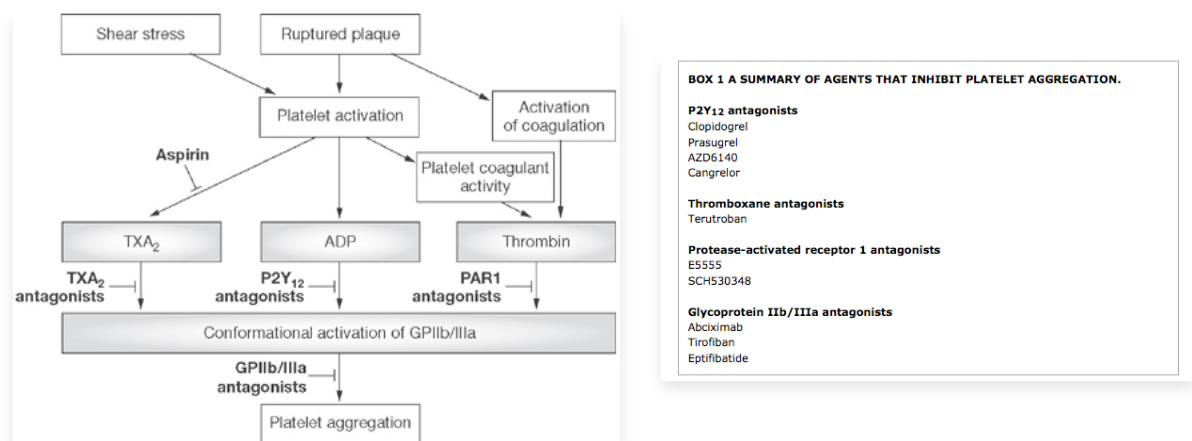 Shear stress
Ruptured plaque
Platelet activation
Activation
of coagulation
Aspirin
Platelet coagulant
activity
TXA2
ADP
Thrombin
TXA2
antagonists
P2Y12
antagonists
PAR1
antagonists
Conformational activation of GPIIb/IIIa
GPIIb/IIIa
antagonists
Platelet aggregation
BOX 1 A SUMMARY OF AGENTS THAT INHIBIT PLATELET AGGREGATION.
P2Y12 antagonists
Clopidogrel
Prasugrel
AZD6140
Cangrelor
Thromboxane antagonists
Terutroban
Protease-activated receptor 1 antagonists
E5555
SCH530348
Glycoprotein IIb/IIIa antagonists
Abciximab
Tirofiban
Eptifibatide